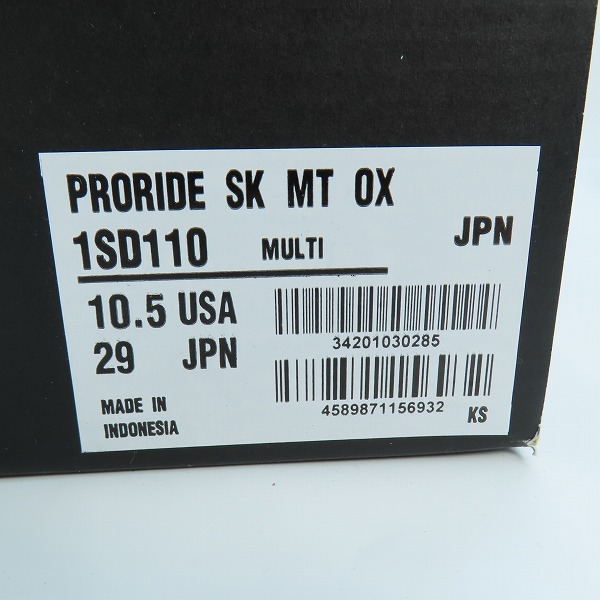 PRORIDE SK MT OX
1SD110 MULTI JPN
10.5 USA
29 JPN
34201030285
4589871156932 KS
MADE IN
INDONESIA